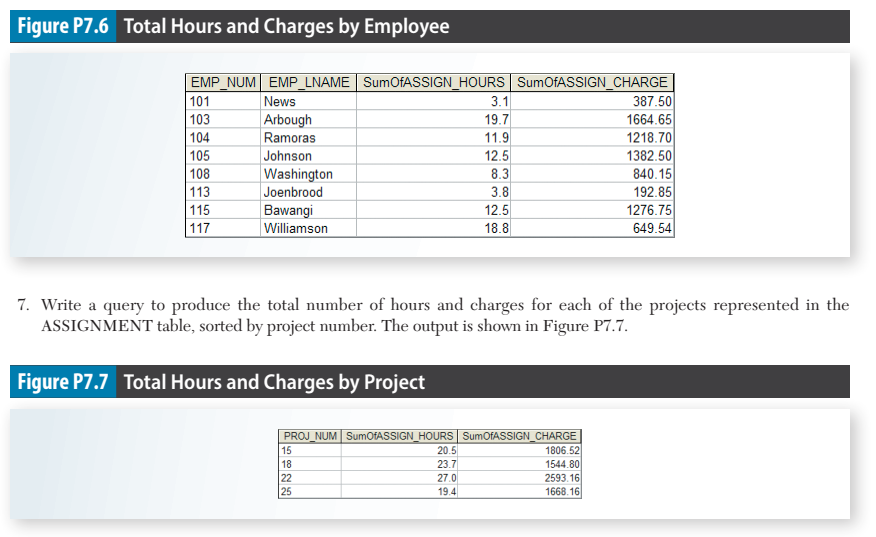 Figure P7.6 Total Hours and Charges by Employee
EMP_NUM EMP_LNAME SumOfASSIGN_HOURS SumOfASSIGN_CHARGE
101 News 3.1 387.50
103 Arbough 19.7 1664.65
104 Ramoras 11.9 1218.70
105 Johnson 12.5 1382.50
108 Washington 8.3 840.15
113 Joenbrood 3.8 192.85
115 Bawangi 12.5 1276.75
117 Williamson 18.8 649.54
7. Write a query to produce the total number of hours and charges for each of the projects represented in the
ASSIGNMENT table, sorted by project number. The output is shown in Figure P7.7.
Figure P7.7 Total Hours and Charges by Project
PROJ_NUM SumOfASSIGN_HOURS SumOfASSIGN_CHARGE
15 20.5 1806.52
18 23.7 1544.80
22 27.0 2593.16
25 19.4 1668.16